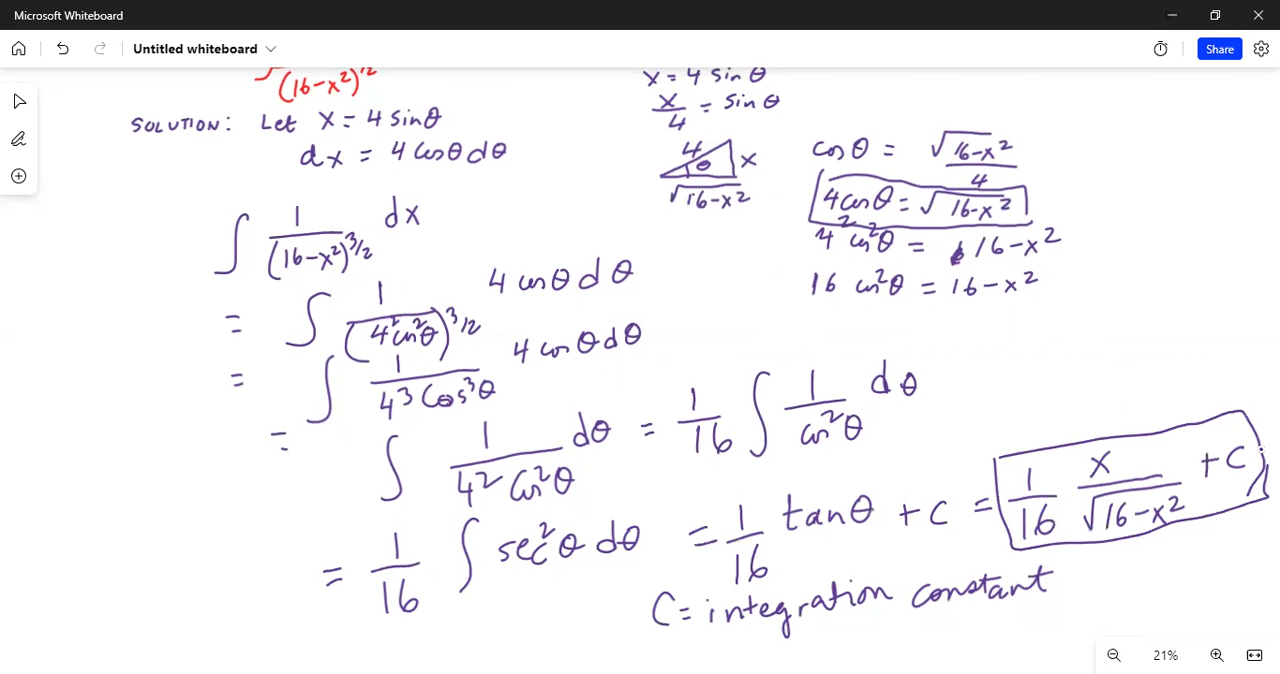 Microsoft Whiteboard
Untitled whiteboard
Share
∫ (16-x²)^1/2
SOLUTION: Let x = 4 sinθ
dx = 4 cosθ dθ
∫ 1/(16-x²)^3/2 dx
= ∫ 1/(4²cos²θ)^3/2 4 cosθ dθ
= ∫ 1/4³ Cos³θ 4 cosθ dθ
= ∫ 1/4² Cos²θ dθ = 1/16 ∫ 1/cos²θ dθ
= 1/16 ∫ sec²θ dθ = 1/16 tanθ + C = 1/16 x/√16-x² + C
C = integration constant
x = 4 sinθ
x/4 = sinθ
4 θ x
√16-x²
cosθ = √16-x²/4
4cosθ = √16-x²
4² cos²θ = 16-x²
16 cos²θ = 16-x²
21%